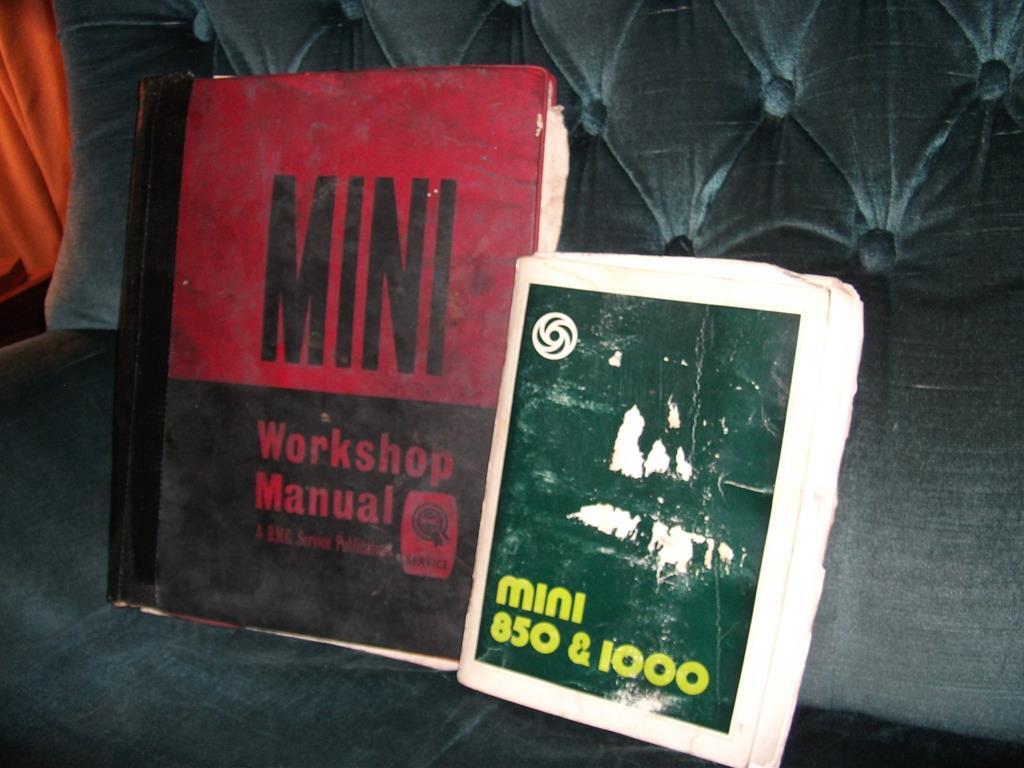 MINI
Workshop
Manual
A B.M.C. Service Publication
SERVICE
mini
850 & 1000